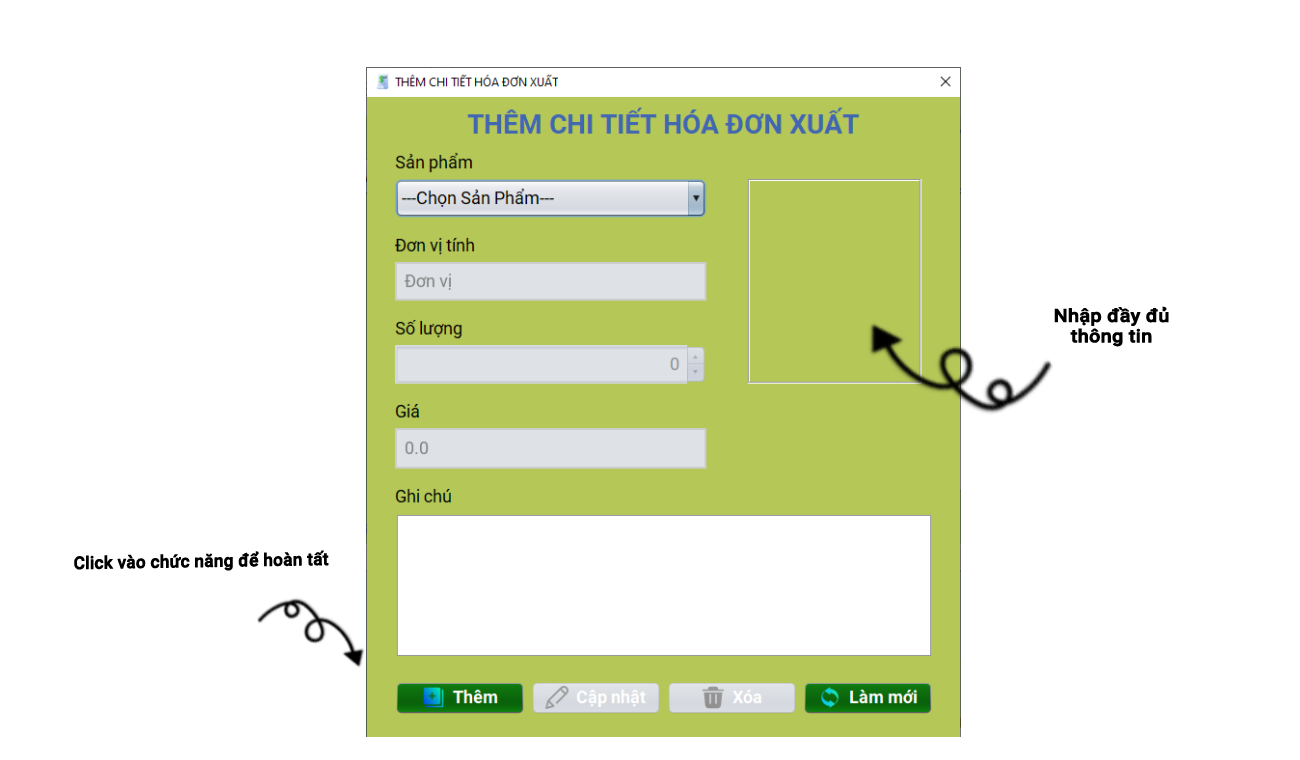 THÊM CHI TIẾT HÓA ĐƠN XUẤT
THÊM CHI TIẾT HÓA ĐƠN XUẤT
Sản phẩm
---Chọn Sản Phẩm---
Đơn vị tính
Đơn vị
Số lượng
0
Giá
0.0
Ghi chú
Thêm
Cập nhật
Xóa
Làm mới
Nhập đầy đủ
thông tin
Click vào chức năng để hoàn tất